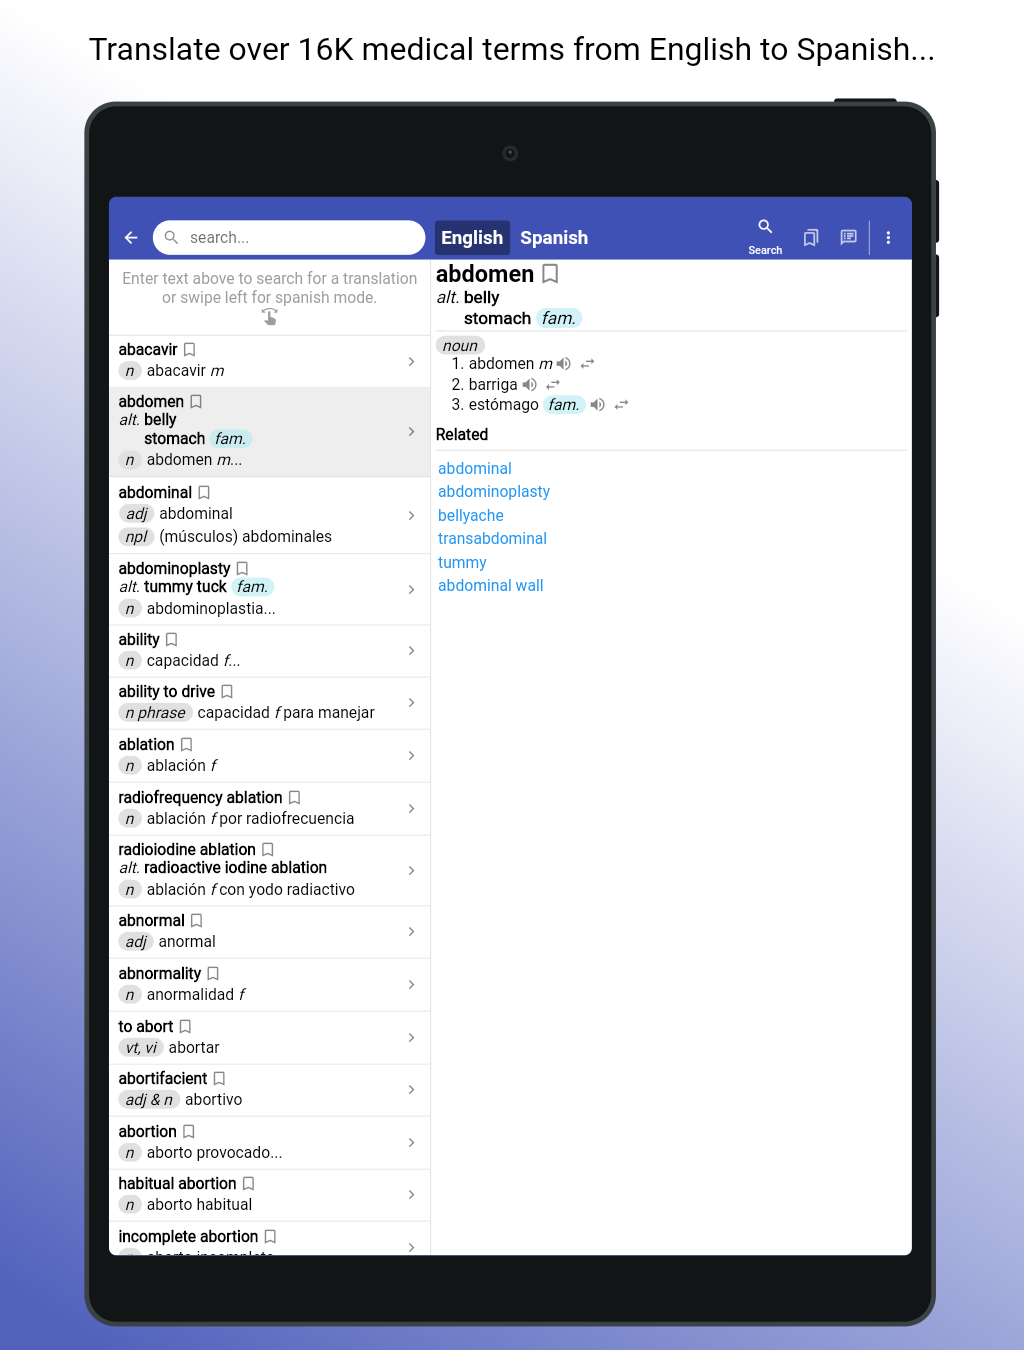 Translate over 16K medical terms from English to Spanish...
search...
English Spanish
Search
Enter text above to search for a translation
or swipe left for spanish mode.
abacavir
n abacavir m
abdomen
alt. belly
stomach fam.
n abdomen m...
abdominal
adj abdominal
npl (músculos) abdominales
abdominoplasty
alt. tummy tuck fam.
n abdominoplastia...
ability
n capacidad f...
ability to drive
n phrase capacidad f para manejar
ablation
n ablación f
radiofrequency ablation
n ablación f por radiofrecuencia
radioiodine ablation
alt. radioactive iodine ablation
n ablación f con yodo radiactivo
abnormal
adj anormal
abnormality
n anormalidad f
to abort
vt, vi abortar
abortifacient
adj & n abortivo
abortion
n aborto provocado...
habitual abortion
n aborto habitual
incomplete abortion
abdomen
alt. belly
stomach fam.
noun
1. abdomen m
2. barriga
3. estómago fam.
Related
abdominal
abdominoplasty
bellyache
transabdominal
tummy
abdominal wall